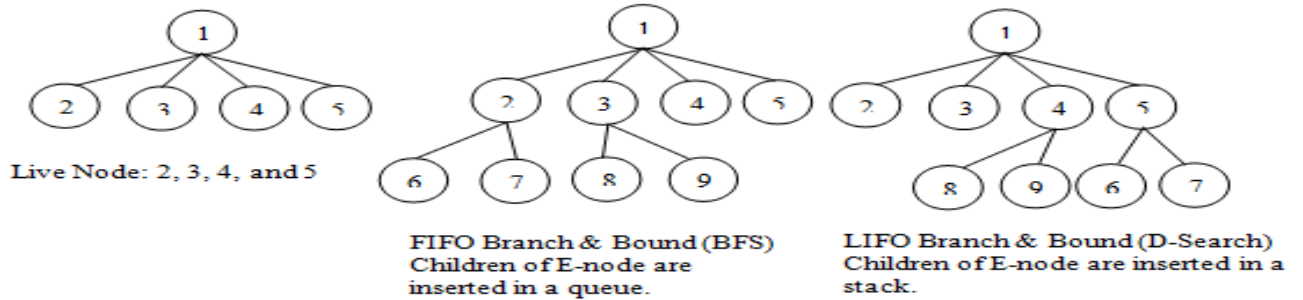 1
2 3 4 5
Live Node: 2, 3, 4, and 5
1
2 3 4 5
6 7 8 9
FIFO Branch & Bound (BFS)
Children of E-node are
inserted in a queue.
1
2 3 4 5
8 9 6 7
LIFO Branch & Bound (D-Search)
Children of E-node are inserted in a
stack.